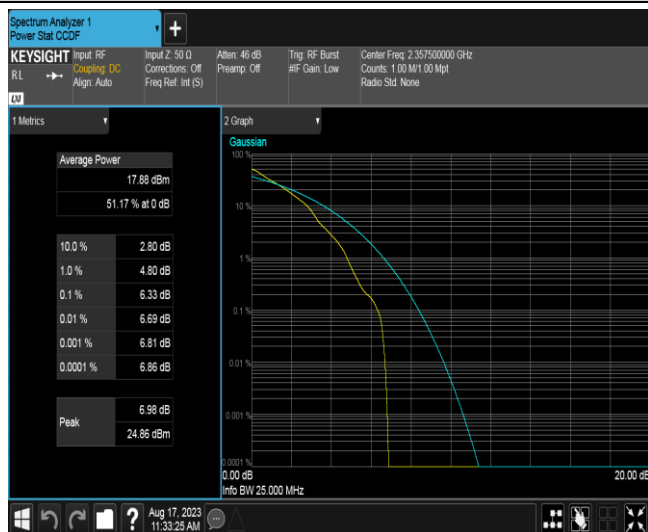 Spectrum Analyzer 1
Power Stat CCDF
+
KEYSIGHT
RL
LXI
Input: RF
Coupling: DC
Align: Auto
Input Z: 50 Ω
Corrections: Off
Freq Ref: Int (S)
Atten: 46 dB
Preamp: Off
Trig: RF Burst
#IF Gain: Low
Center Freq: 2.357500000 GHz
Counts: 1.00 M/1.00 Mpt
Radio Std: None
1 Metrics
Average Power
17.88 dBm
51.17 % at 0 dB
10.0 % 2.80 dB
1.0 % 4.80 dB
0.1 % 6.33 dB
0.01 % 6.69 dB
0.001 % 6.81 dB
0.0001 % 6.86 dB
Peak
6.98 dB
24.86 dBm
2 Graph
Gaussian
100 %
10 %
1 %
0.1 %
0.01 %
0.001 %
0.0001 %
0.00 dB 20.00 dB
Info BW 25.000 MHz
?
Aug 17, 2023
11:33:25 AM